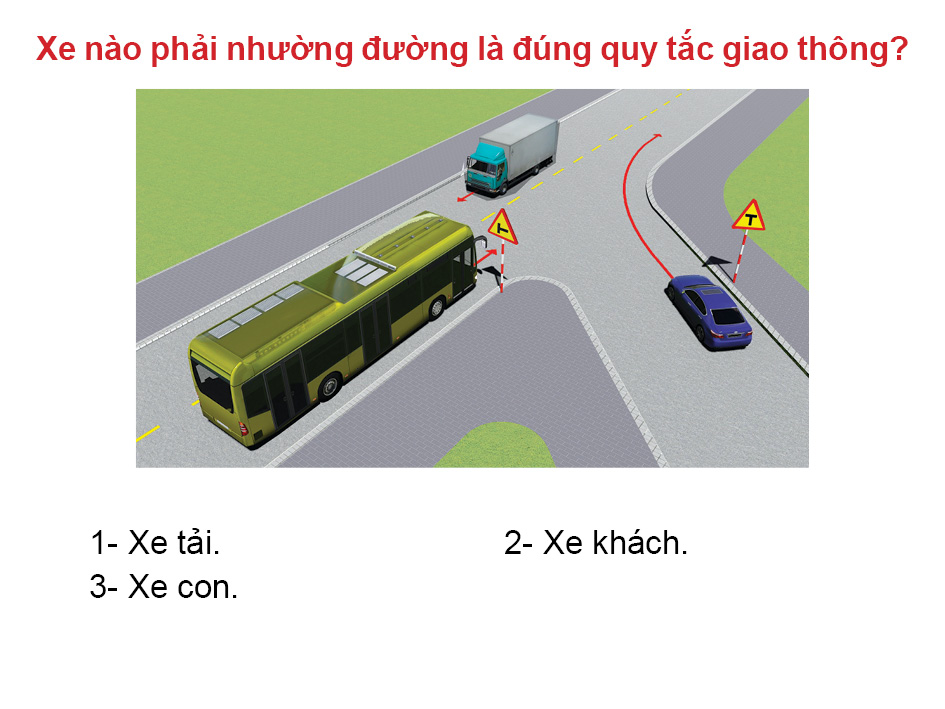 Xe nào phải nhường đường là đúng quy tắc giao thông?
1- Xe tải. 2- Xe khách.
3- Xe con.